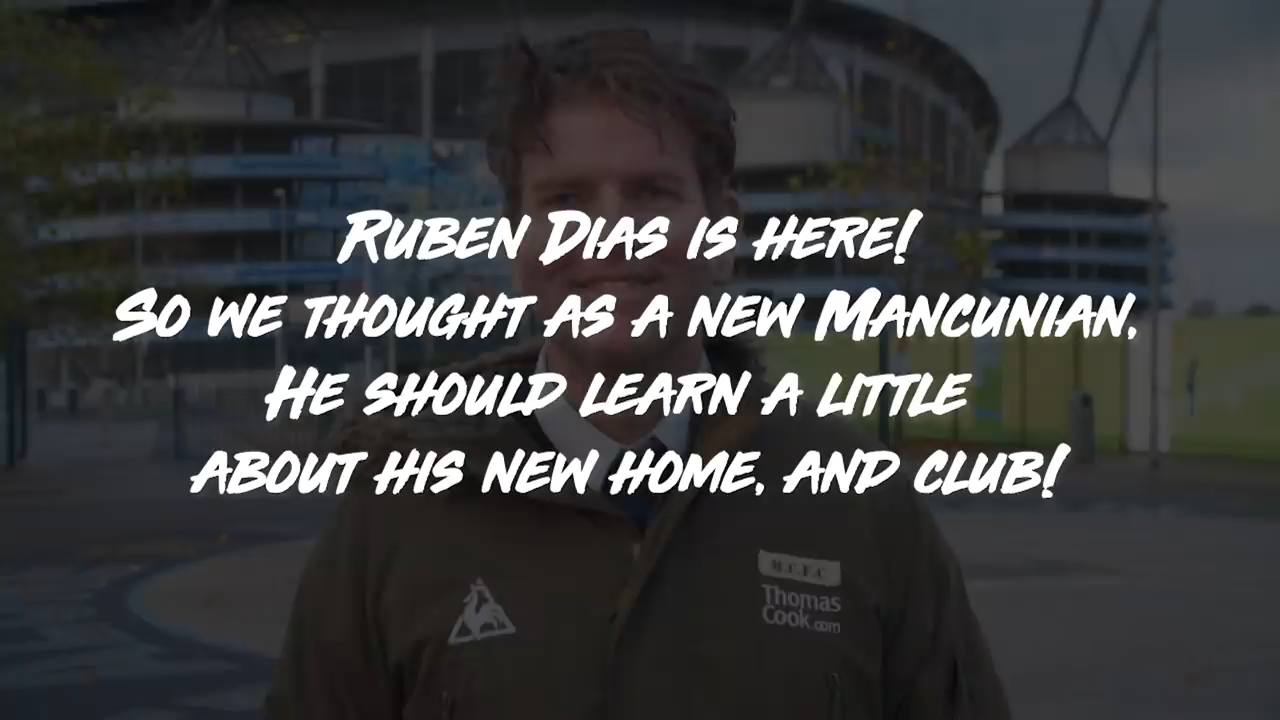 Ruben Dias is here!
So we thought as a new Mancunian,
He should learn a little
about his new home, and club!
M.C.F.C
Thomas
Cook.com